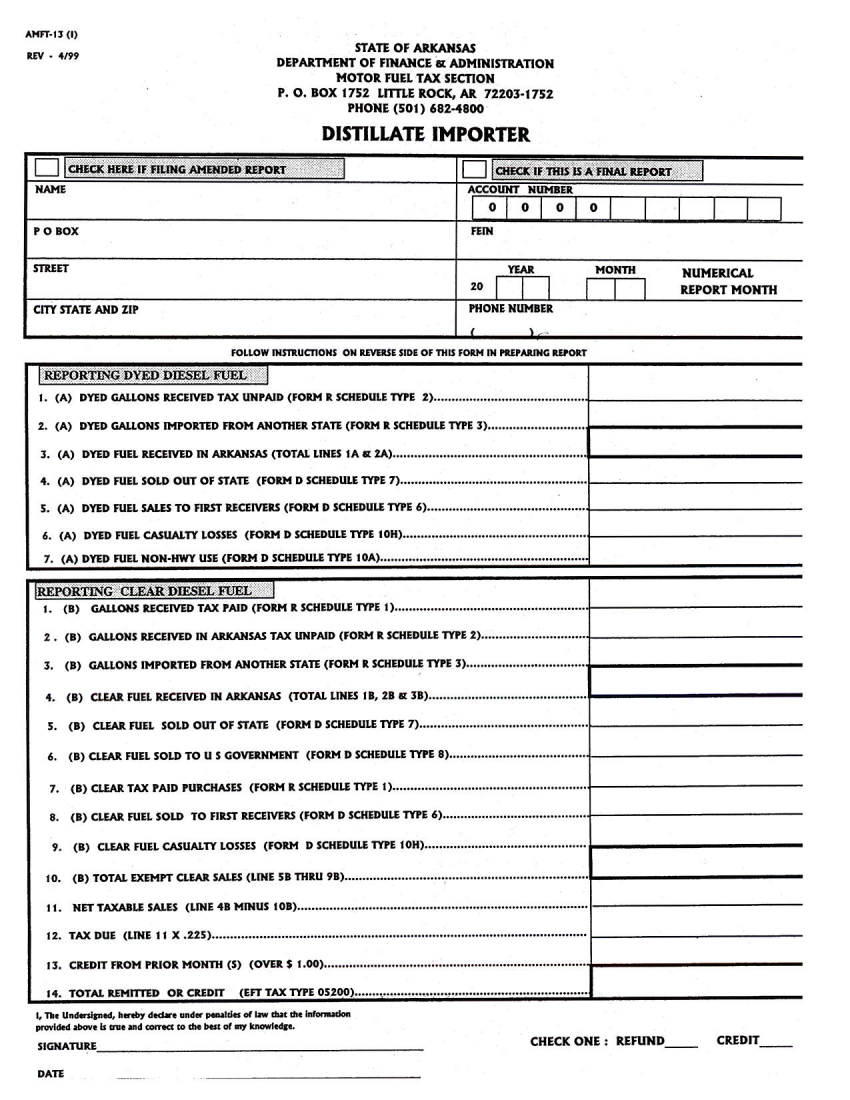 AMFT-13 (I)
REV - 4/99
STATE OF ARKANSAS
DEPARTMENT OF FINANCE & ADMINISTRATION
MOTOR FUEL TAX SECTION
P. O. BOX 1752 LITTLE ROCK, AR 72203-1752
PHONE (501) 682-4800
DISTILLATE IMPORTER
CHECK HERE IF FILING AMENDED REPORT
CHECK IF THIS IS A FINAL REPORT
NAME
ACCOUNT NUMBER
0 0 0 0
P O BOX
FEIN
STREET
YEAR MONTH NUMERICAL
20 REPORT MONTH
CITY STATE AND ZIP
PHONE NUMBER
( )
FOLLOW INSTRUCTIONS ON REVERSE SIDE OF THIS FORM IN PREPARING REPORT
REPORTING DYED DIESEL FUEL
1. (A) DYED GALLONS RECEIVED TAX UNPAID (FORM R SCHEDULE TYPE 2)
2. (A) DYED GALLONS IMPORTED FROM ANOTHER STATE (FORM R SCHEDULE TYPE 3)
3. (A) DYED FUEL RECEIVED IN ARKANSAS (TOTAL LINES 1A & 2A)
4. (A) DYED FUEL SOLD OUT OF STATE (FORM D SCHEDULE TYPE 7)
5. (A) DYED FUEL SALES TO FIRST RECEIVERS (FORM D SCHEDULE TYPE 6)
6. (A) DYED FUEL CASUALTY LOSSES (FORM D SCHEDULE TYPE 10H)
7. (A) DYED FUEL NON-HWY USE (FORM D SCHEDULE TYPE 10A)
REPORTING CLEAR DIESEL FUEL
1. (B) GALLONS RECEIVED TAX PAID (FORM R SCHEDULE TYPE 1)
2 . (B) GALLONS RECEIVED IN ARKANSAS TAX UNPAID (FORM R SCHEDULE TYPE 2)
3. (B) GALLONS IMPORTED FROM ANOTHER STATE (FORM R SCHEDULE TYPE 3)
4. (B) CLEAR FUEL RECEIVED IN ARKANSAS (TOTAL LINES 1B, 2B & 3B)
5. (B) CLEAR FUEL SOLD OUT OF STATE (FORM D SCHEDULE TYPE 7)
6. (B) CLEAR FUEL SOLD TO U S GOVERNMENT (FORM D SCHEDULE TYPE 8)
7. (B) CLEAR TAX PAID PURCHASES (FORM R SCHEDULE TYPE 1)
8. (B) CLEAR FUEL SOLD TO FIRST RECEIVERS (FORM D SCHEDULE TYPE 6)
9. (B) CLEAR FUEL CASUALTY LOSSES (FORM D SCHEDULE TYPE 10H)
10. (B) TOTAL EXEMPT CLEAR SALES (LINE 5B THRU 9B)
11. NET TAXABLE SALES (LINE 4B MINUS 10B)
12. TAX DUE (LINE 11 X .225)
13. CREDIT FROM PRIOR MONTH (S) (OVER $ 1.00)
14. TOTAL REMITTED OR CREDIT (EFT TAX TYPE 05200)
I, The Undersigned, hereby declare under penalties of law that the information
provided above is true and correct to the best of my knowledge.
SIGNATURE
CHECK ONE : REFUND CREDIT
DATE